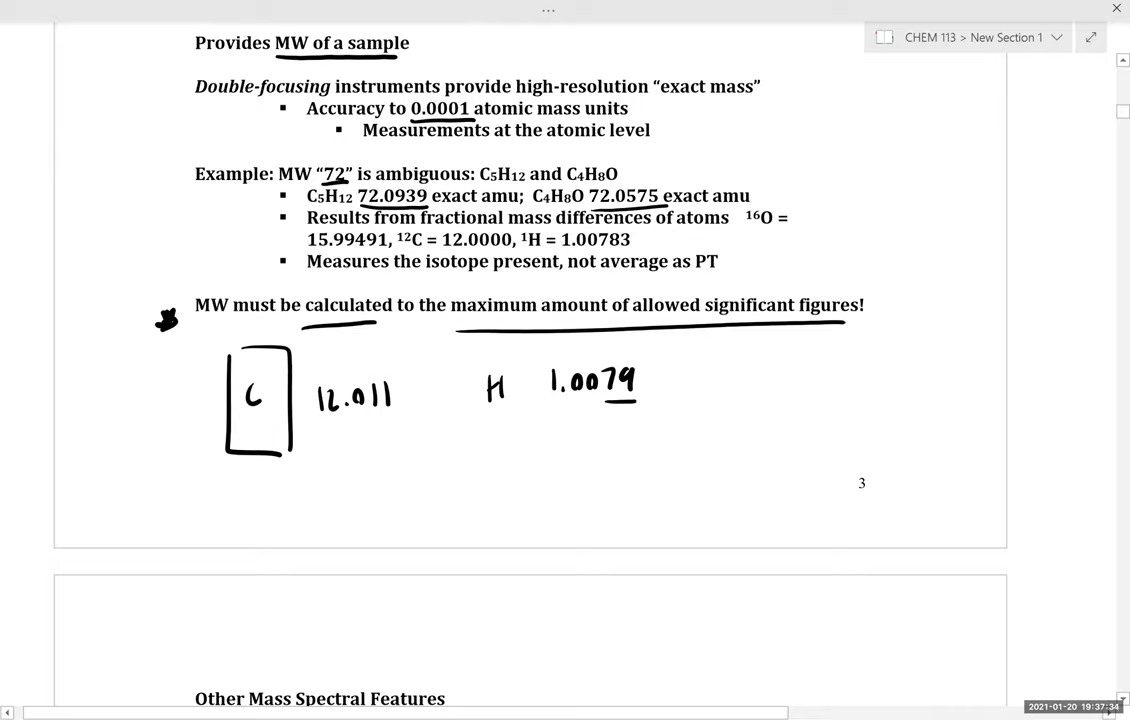 CHEM 113 > New Section 1
Provides MW of a sample
Double-focusing instruments provide high-resolution “exact mass”
▪ Accuracy to 0.0001 atomic mass units
▪ Measurements at the atomic level
Example: MW “72” is ambiguous: C₅H₁₂ and C₄H₈O
▪ C₅H₁₂ 72.0939 exact amu; C₄H₈O 72.0575 exact amu
▪ Results from fractional mass differences of atoms ¹⁶O =
15.99491, ¹²C = 12.0000, ¹H = 1.00783
▪ Measures the isotope present, not average as PT
MW must be calculated to the maximum amount of allowed significant figures!
C 12.011 H 1.0079
3
Other Mass Spectral Features
2021-01-20 19:37:34